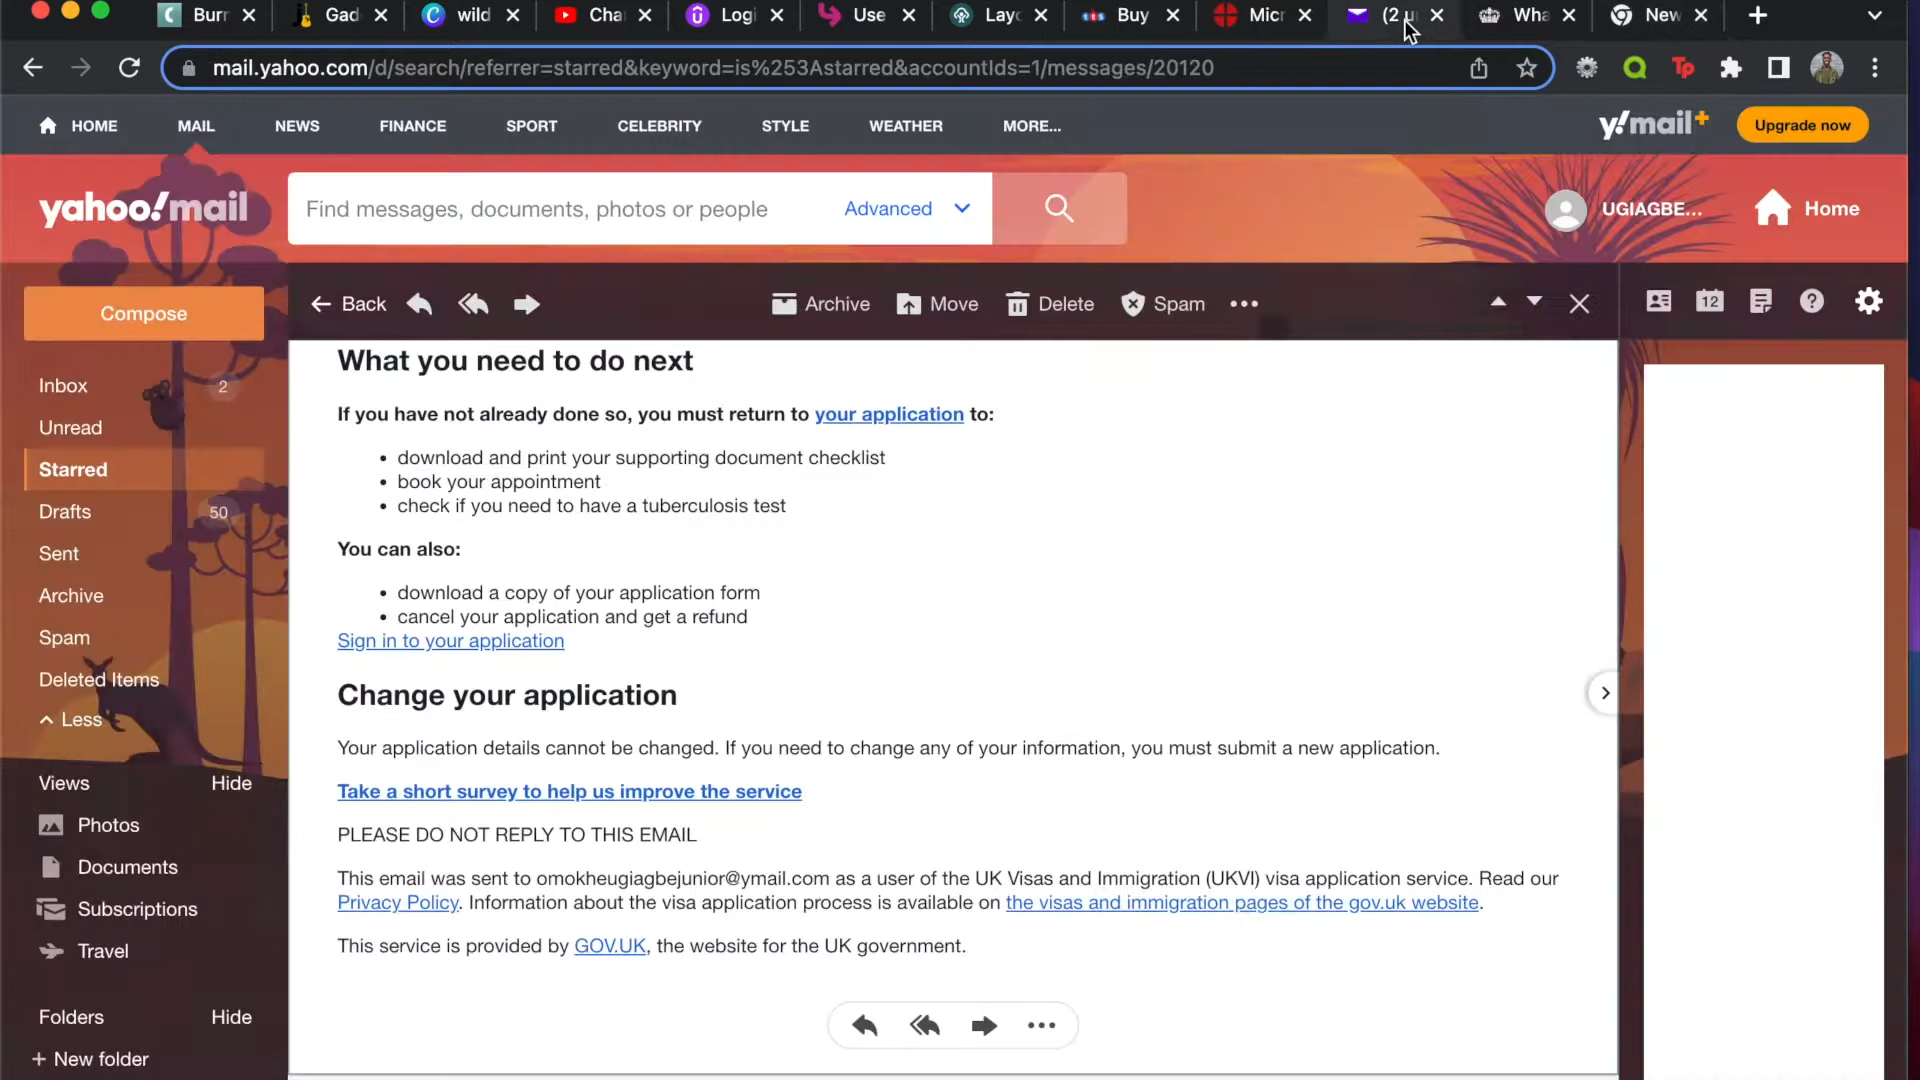 Burr
Gad
wild
Cha
Logi
Use
Layo
Buy
Micr
(2 u
Wha
New
mail.yahoo.com/d/search/referrer=starred&keyword=is%253Astarred&accountIds=1/messages/20120
HOME MAIL NEWS FINANCE SPORT CELEBRITY STYLE WEATHER MORE...
y!mail+
Upgrade now
yahoo!mail
Find messages, documents, photos or people
Advanced
UGIAGBE...
Home
Compose
Back
Archive
Move
Delete
Spam
12
Inbox 2
Unread
Starred
Drafts 50
Sent
Archive
Spam
Deleted Items
Less
Views Hide
Photos
Documents
Subscriptions
Travel
Folders Hide
+ New folder
What you need to do next
If you have not already done so, you must return to your application to:
• download and print your supporting document checklist
• book your appointment
• check if you need to have a tuberculosis test
You can also:
• download a copy of your application form
• cancel your application and get a refund
Sign in to your application
Change your application
Your application details cannot be changed. If you need to change any of your information, you must submit a new application.
Take a short survey to help us improve the service
PLEASE DO NOT REPLY TO THIS EMAIL
This email was sent to omokheugiagbejunior@ymail.com as a user of the UK Visas and Immigration (UKVI) visa application service. Read our
Privacy Policy. Information about the visa application process is available on the visas and immigration pages of the gov.uk website.
This service is provided by GOV.UK, the website for the UK government.